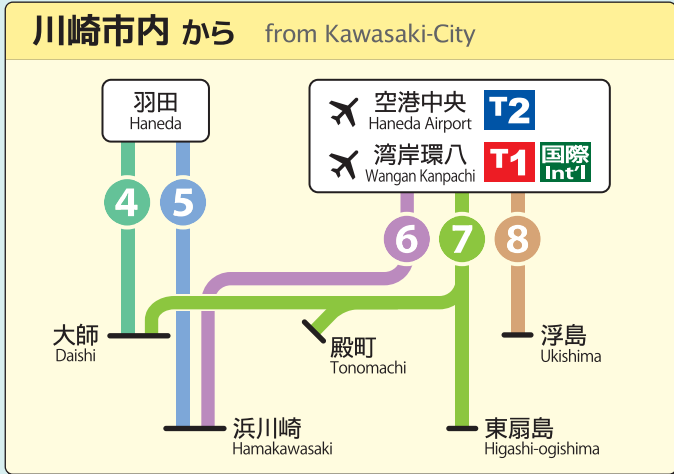 川崎市内 から from Kawasaki-City
羽田
Haneda
空港中央 T2
Haneda Airport
湾岸環八 T1 国際 Int'l
Wangan Kanpachi
4
5
6
7
8
大師
Daishi
殿町
Tonomachi
浮島
Ukishima
浜川崎
Hamakawasaki
東扇島
Higashi-ogishima